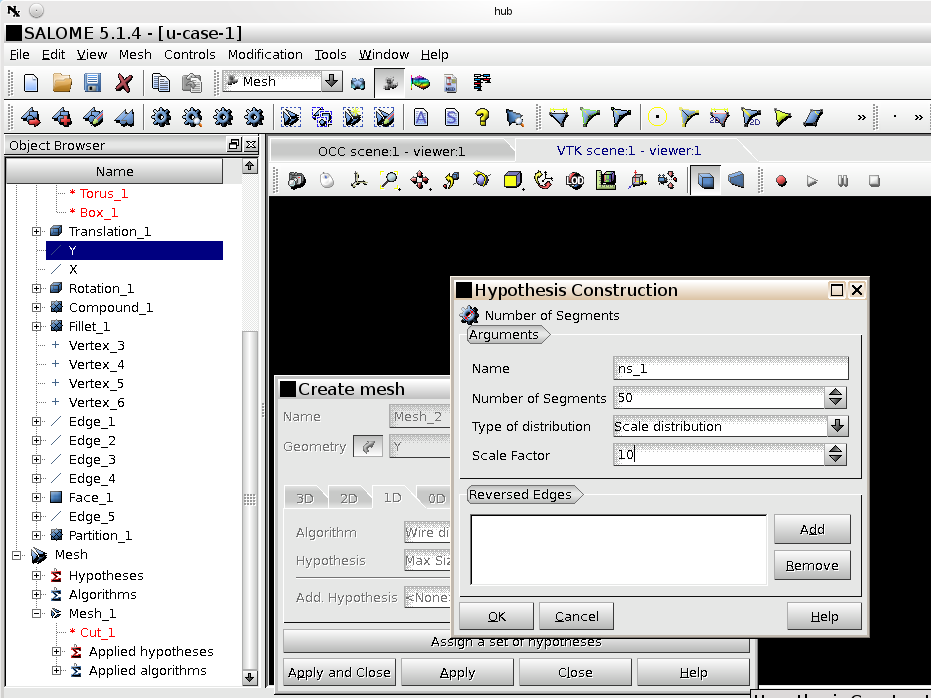 hub
SALOME 5.1.4 - [u-case-1]
File Edit View Mesh Controls Modification Tools Window Help
Mesh
Object Browser
OCC scene:1 - viewer:1
VTK scene:1 - viewer:1
Name
* Torus_1
* Box_1
Translation_1
Y
X
Rotation_1
Compound_1
Fillet_1
Vertex_3
Vertex_4
Vertex_5
Vertex_6
Edge_1
Edge_2
Edge_3
Edge_4
Face_1
Edge_5
Partition_1
Mesh
Hypotheses
Algorithms
Mesh_1
* Cut_1
Applied hypotheses
Applied algorithms
Create mesh
Name Mesh_2
Geometry Y
3D 2D 1D 0D
Algorithm Wire di
Hypothesis Max Siz
Add. Hypothesis <None>
Assign a set of hypotheses
Apply and Close Apply Close Help
Hypothesis Construction
Number of Segments
Arguments
Name ns_1
Number of Segments 50
Type of distribution Scale distribution
Scale Factor 10
Reversed Edges
Add
Remove
OK Cancel Help